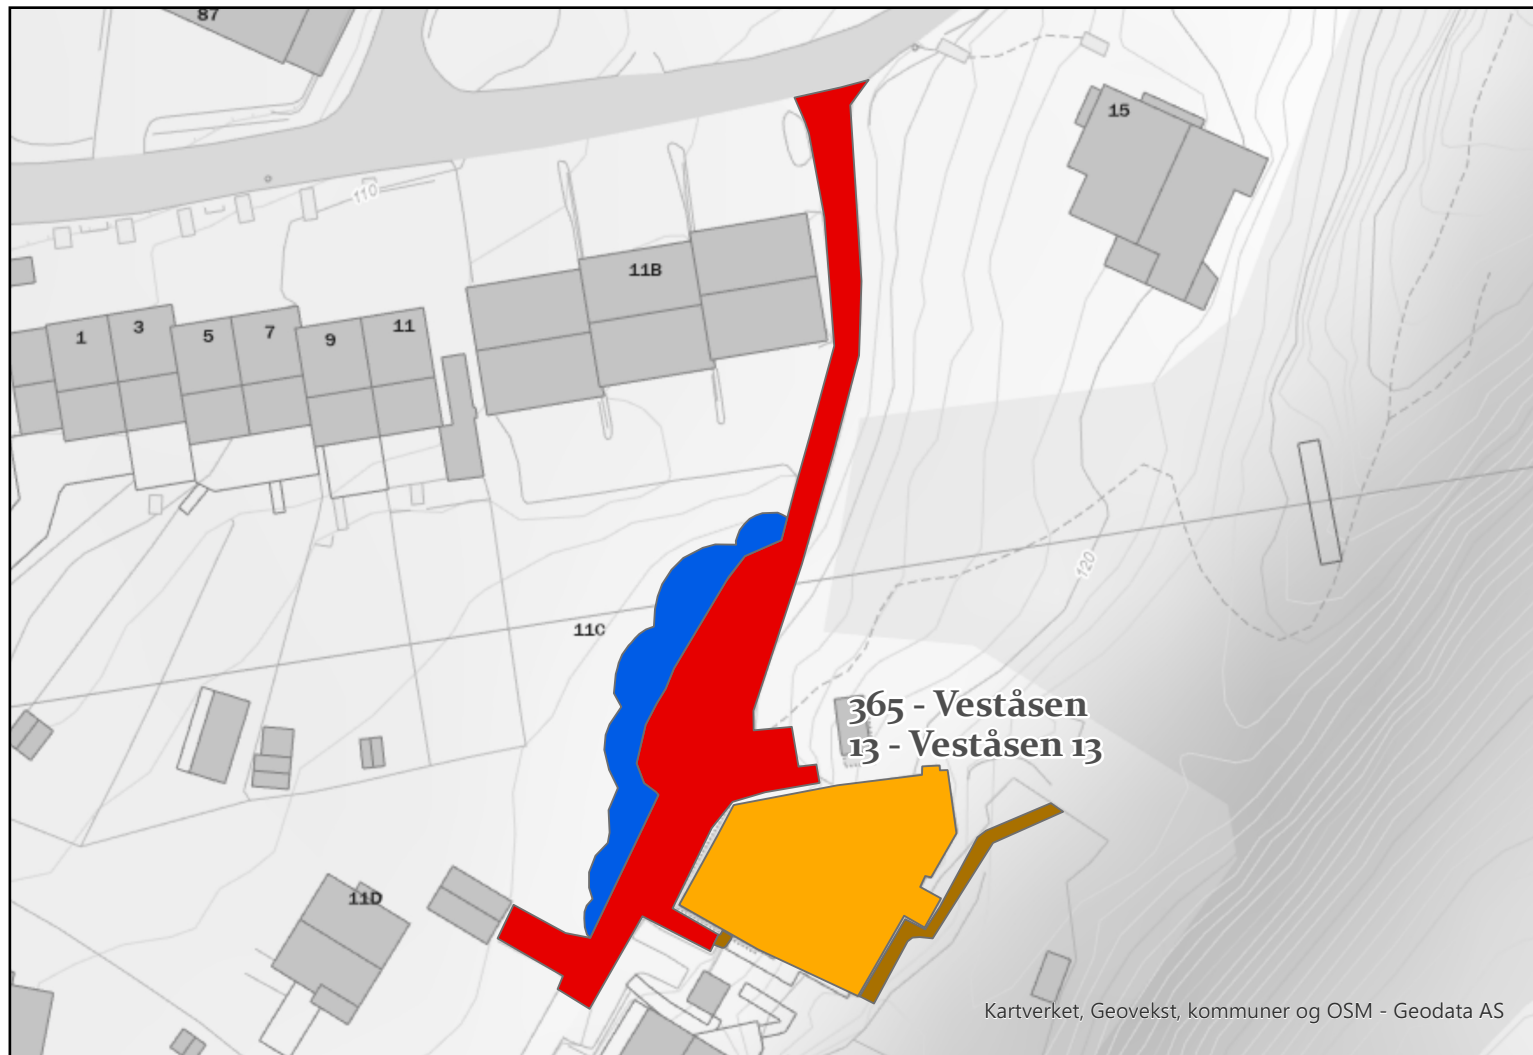 87
15
110
11B
1
3
5
7
9
11
120
11C
365 - Veståsen
13 - Veståsen 13
11D
Kartverket, Geovekst, kommuner og OSM - Geodata AS